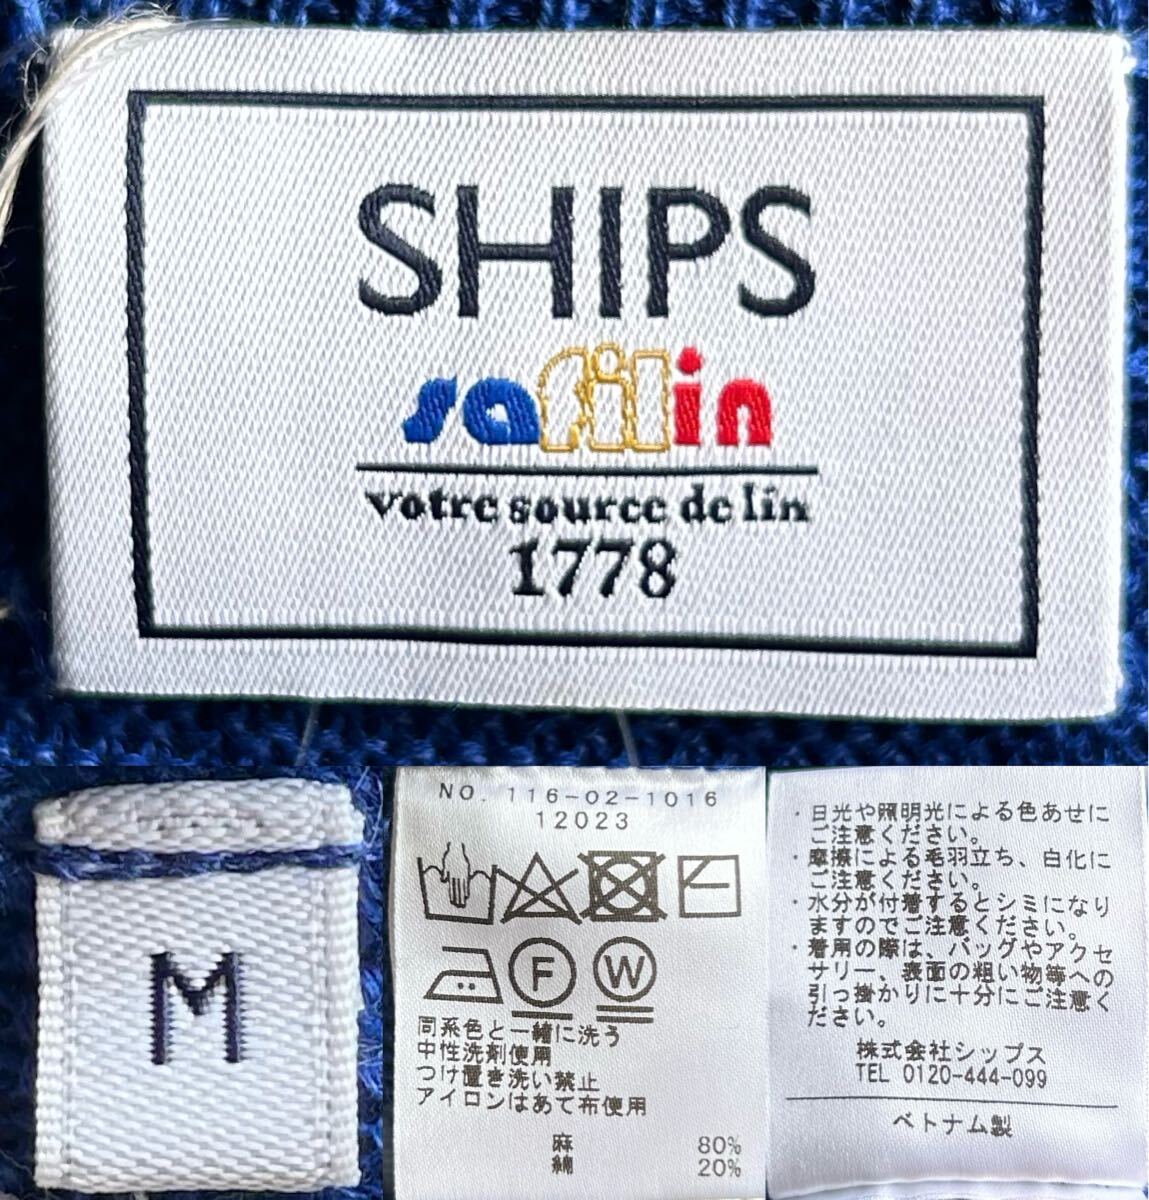 SHIPS
safilin
votre source de lin
1778
M
NO. 116-02-1016
12023
F
W
同系色と一緒に洗う
中性洗剤使用
つけ置き洗い禁止
アイロンはあて布使用
麻 80%
綿 20%
・日光や照明光による色あせに
ご注意ください。
・摩擦による毛羽立ち、白化に
ご注意ください。
・水分が付着するとシミになり
ますのでご注意ください。
・着用の際は、バッグやアクセ
サリー、表面の粗い物等への
引っ掛かりに十分にご注意く
ださい。
株式会社シップス
TEL 0120-444-099
ベトナム製